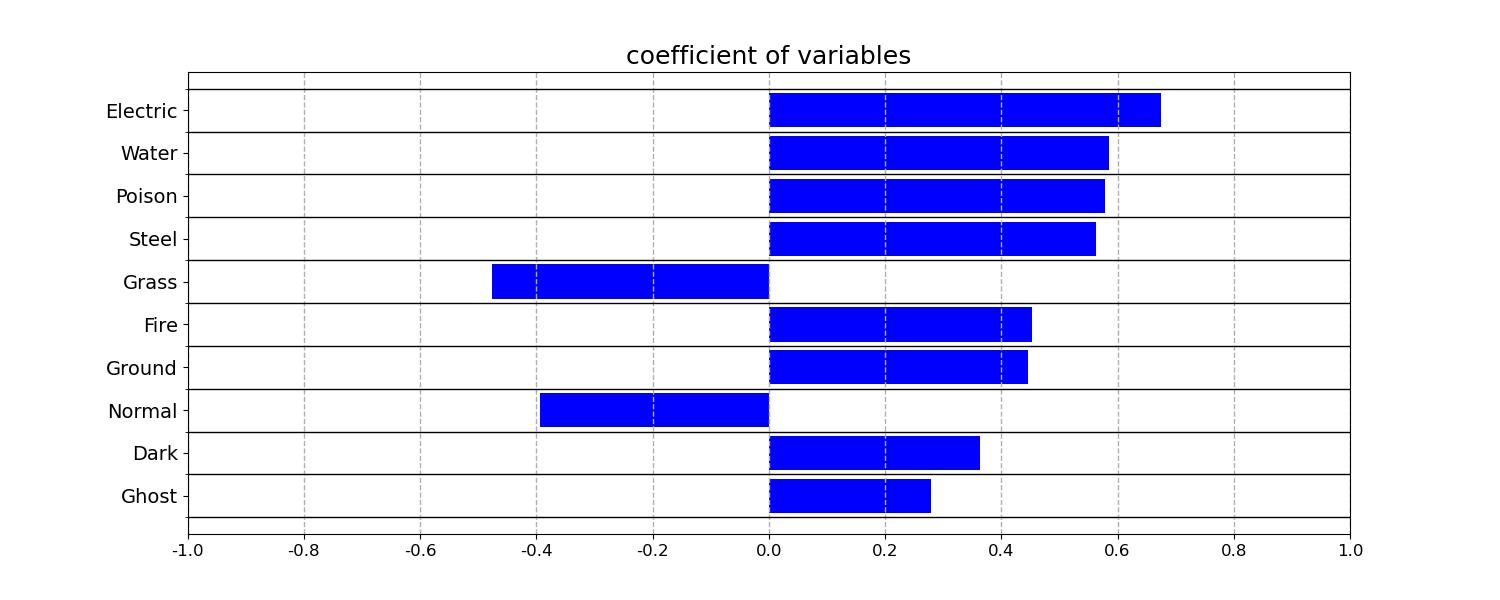 coefficient of variables
Electric
Water
Poison
Steel
Grass
Fire
Ground
Normal
Dark
Ghost
-1.0 -0.8 -0.6 -0.4 -0.2 0.0 0.2 0.4 0.6 0.8 1.0